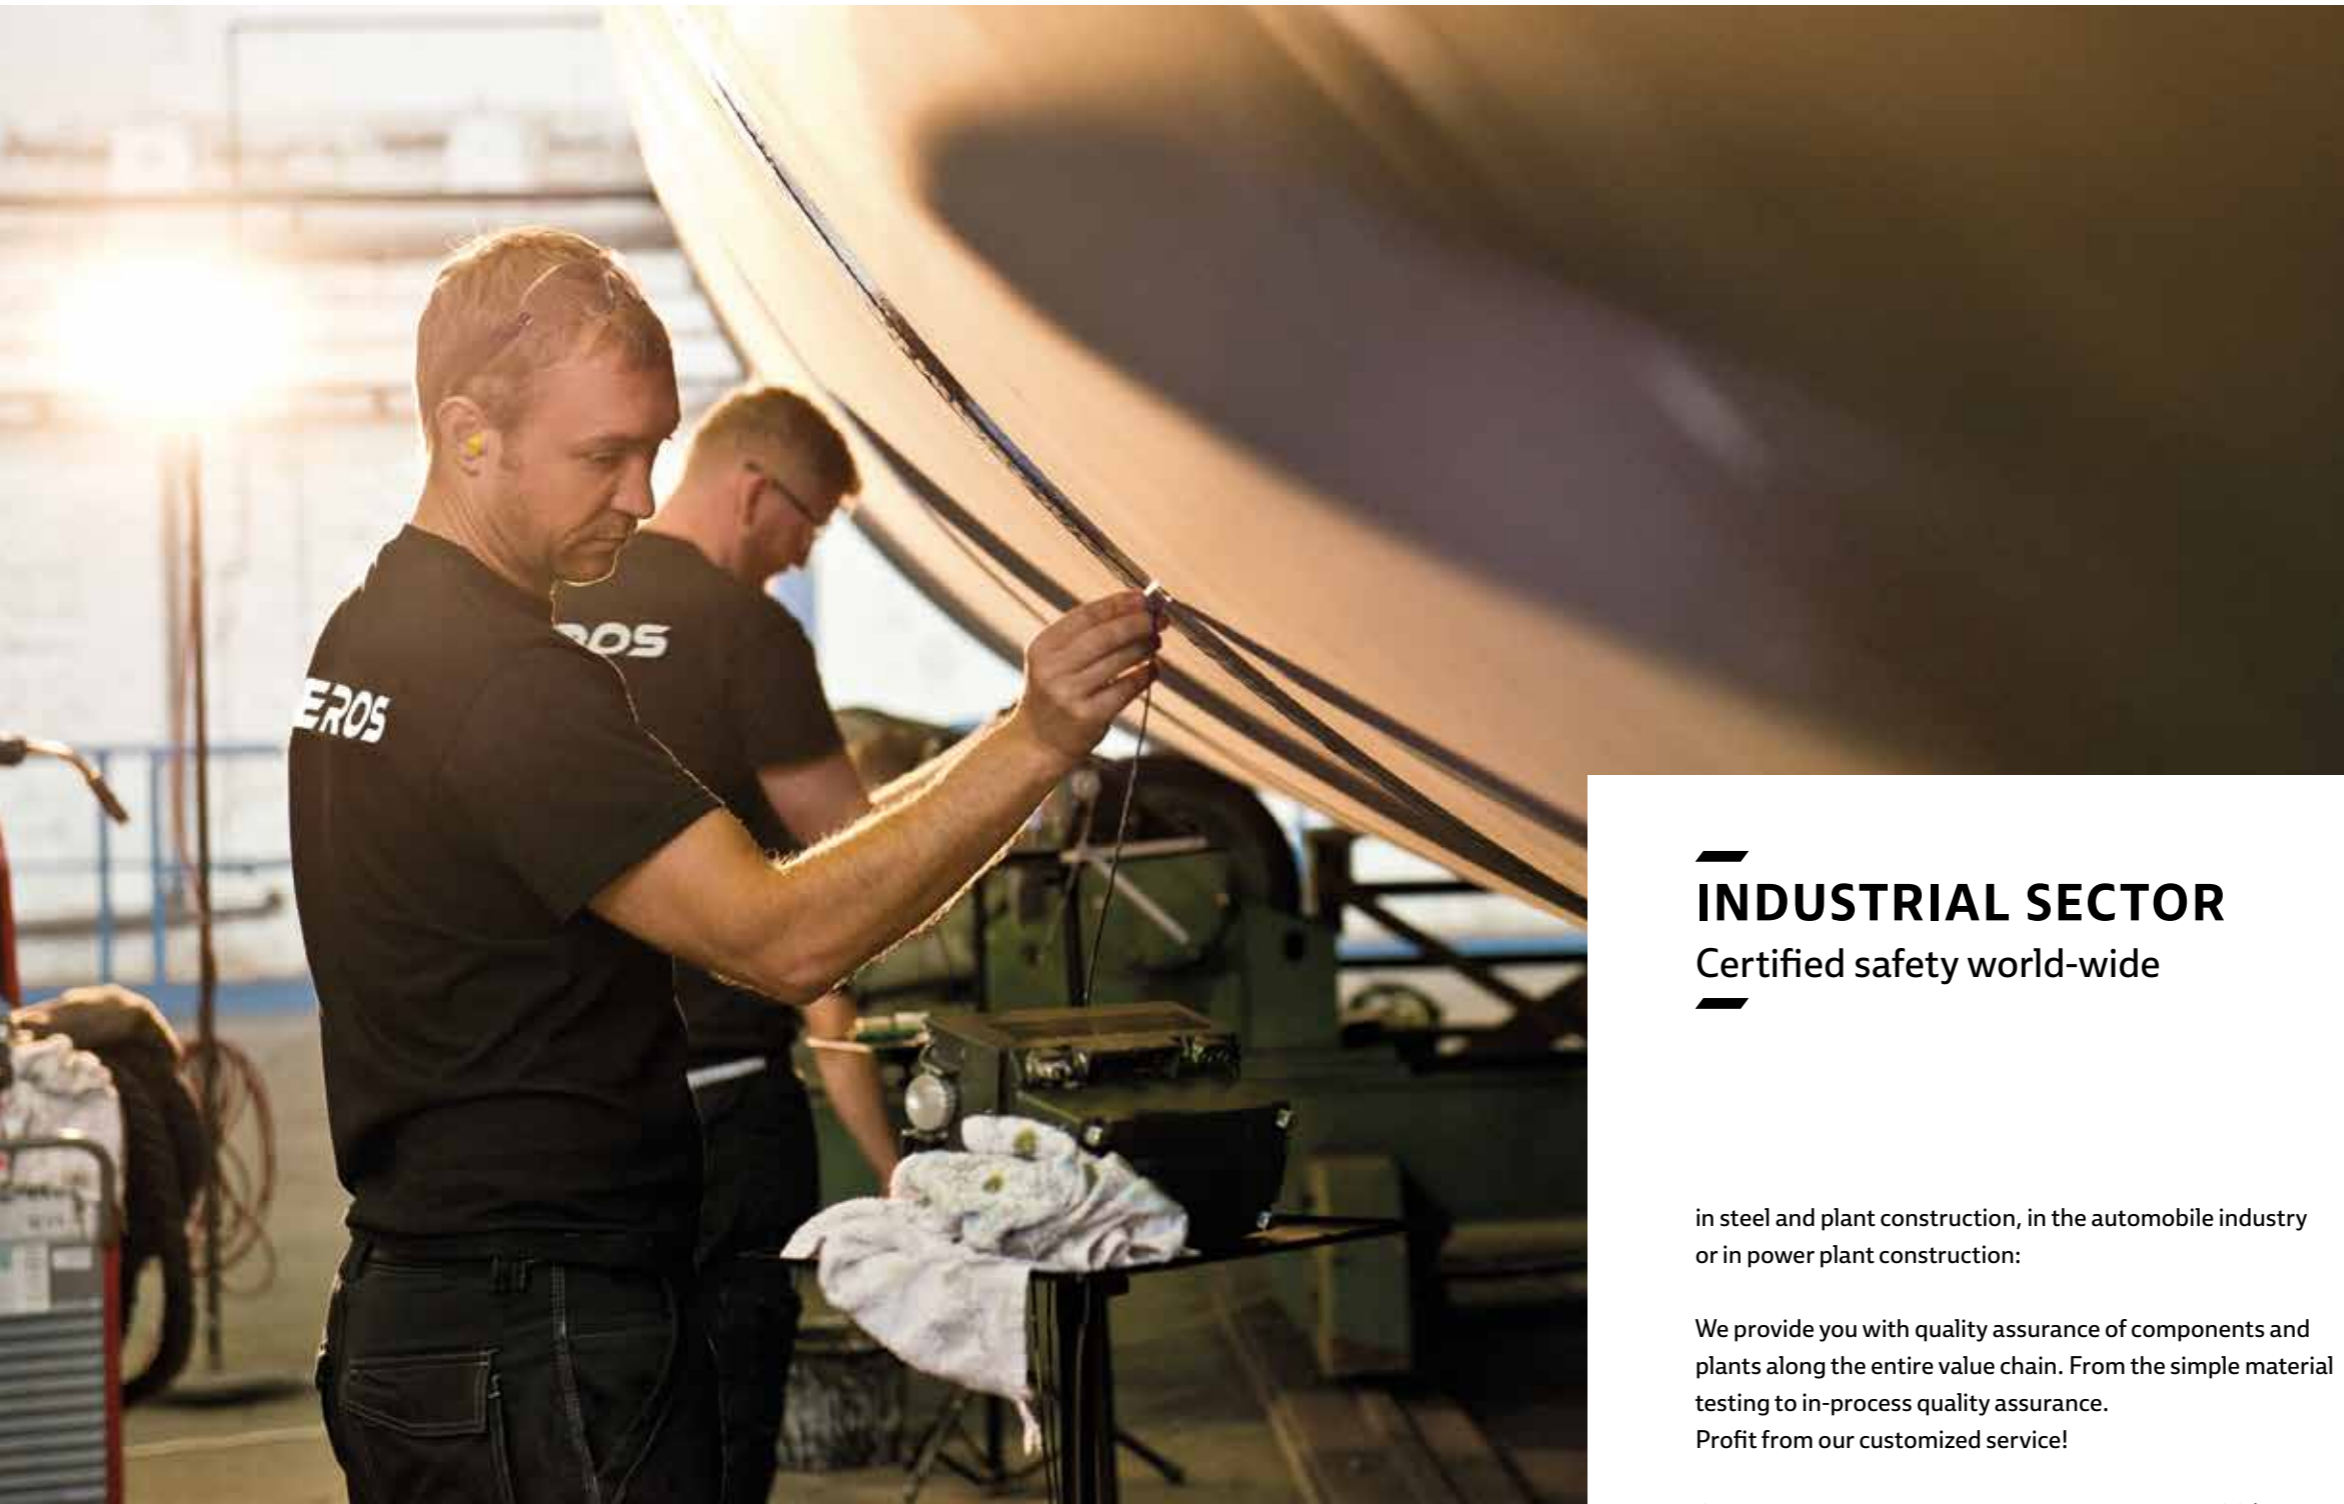 EROS
ROS
INDUSTRIAL SECTOR
Certified safety world-wide
in steel and plant construction, in the automobile industry
or in power plant construction:
We provide you with quality assurance of components and
plants along the entire value chain. From the simple material
testing to in-process quality assurance.
Profit from our customized service!